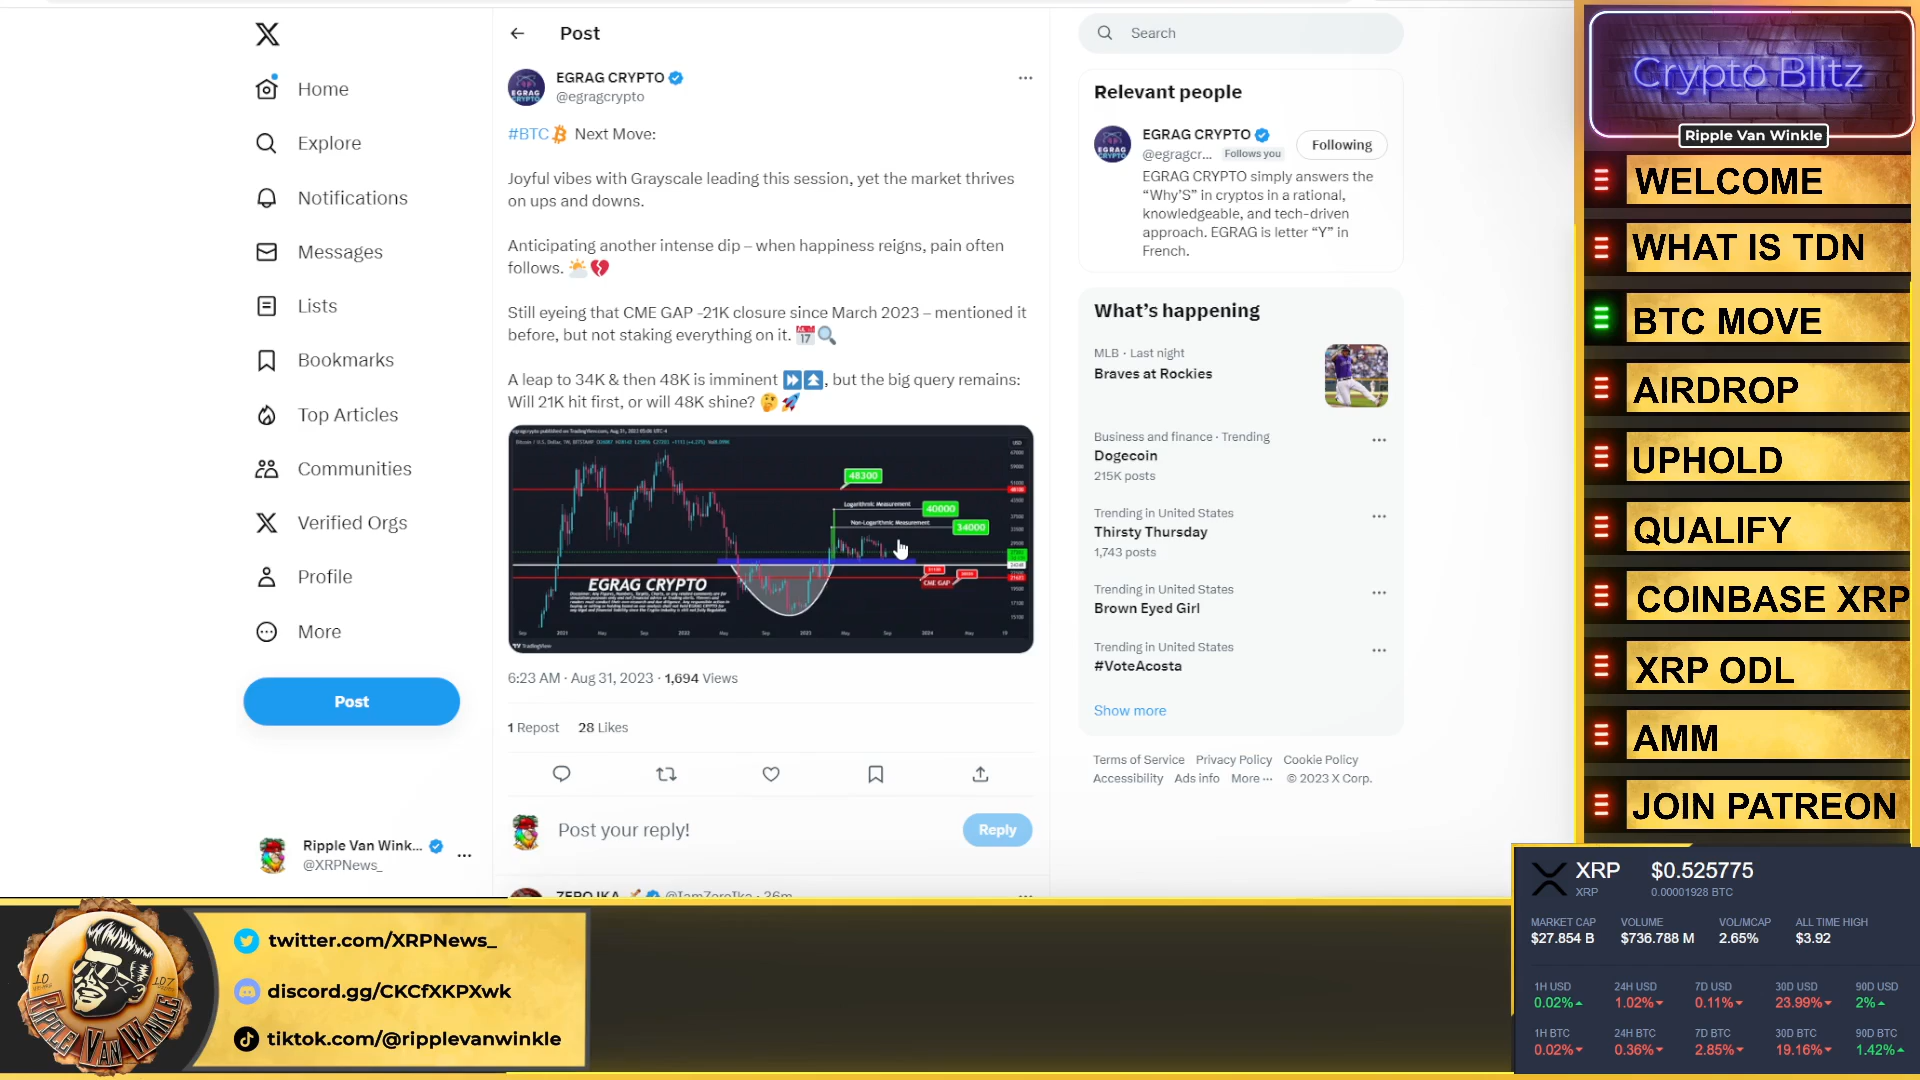 Home
Explore
Notifications
Messages
Lists
Bookmarks
Top Articles
Communities
Verified Orgs
Profile
More
Post
Ripple Van Wink...
@XRPNews_
Post
EGRAG CRYPTO
@egragcrypto
#BTC Next Move:
Joyful vibes with Grayscale leading this session, yet the market thrives
on ups and downs.
Anticipating another intense dip – when happiness reigns, pain often
follows.
Still eyeing that CME GAP -21K closure since March 2023 – mentioned it
before, but not staking everything on it.
A leap to 34K & then 48K is imminent, but the big query remains:
Will 21K hit first, or will 48K shine?
48300
Logarithmic Measurement
40000
Non-Logarithmic Measurement
34000
CME GAP
EGRAG CRYPTO
TradingView
6:23 AM · Aug 31, 2023 · 1,694 Views
1 Repost 28 Likes
Post your reply!
Reply
Search
Relevant people
EGRAG CRYPTO
@egragcr... Follows you
Following
EGRAG CRYPTO simply answers the
“Why’S” in cryptos in a rational,
knowledgeable, and tech-driven
approach. EGRAG is letter “Y” in
French.
What’s happening
MLB · Last night
Braves at Rockies
Business and finance · Trending
Dogecoin
215K posts
Trending in United States
Thirsty Thursday
1,743 posts
Trending in United States
Brown Eyed Girl
Trending in United States
#VoteAcosta
Show more
Terms of Service Privacy Policy Cookie Policy
Accessibility Ads info More ··· © 2023 X Corp.
Crypto Blitz
Ripple Van Winkle
WELCOME
WHAT IS TDN
BTC MOVE
AIRDROP
UPHOLD
QUALIFY
COINBASE XRP
XRP ODL
AMM
JOIN PATREON
XRP $0.525775
XRP 0.00001928 BTC
MARKET CAP VOLUME VOL/MCAP ALL TIME HIGH
$27.854 B $736.788 M 2.65% $3.92
1H USD 24H USD 7D USD 30D USD 90D USD
0.02% 1.02% 0.11% 23.99% 2%
1H BTC 24H BTC 7D BTC 30D BTC 90D BTC
0.02% 0.36% 2.85% 19.16% 1.42%
RIPPLE VAN WINKLE
twitter.com/XRPNews_
discord.gg/CKCfXKPXwk
tiktok.com/@ripplevanwinkle